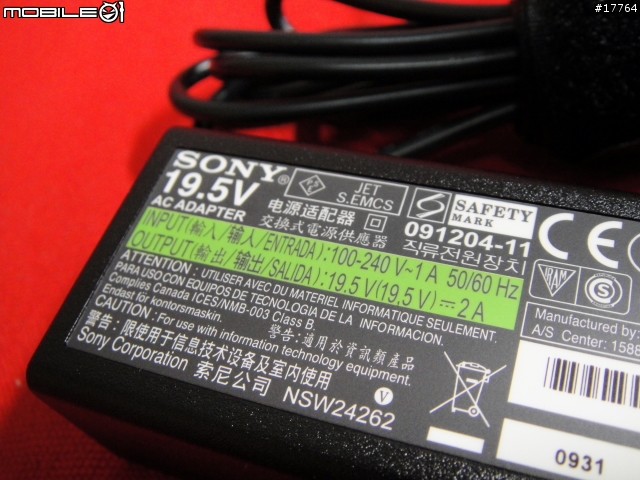 MOBILE01
#17764
SONY®
19.5V
AC ADAPTER
JET
S.EMCS
电源适配器
交換式電源供應器
SAFETY
MARK
091204-11
직류전원장치
INPUT(輸入/输入/ENTRADA):100-240 V~1 A 50/60 Hz
OUTPUT(輸出/输出/SALIDA):19.5 V(19,5 V)⎓2 A
ATTENTION : UTILISER AVEC DU MATERIEL INFORMATIQUE SEULEMENT.
PARA USO CON EQUIPOS DE TECNOLOGIA DE LA INFORMACION.
Complies Canada ICES/NMB-003 Class B.
Endast för kontorsmaskin.
CAUTION : For use with information technology equipment.
警告:適用於資訊類產品
警告:限使用于信息技术设备及室内使用
Sony Corporation 索尼公司
NSW24262
V
CE
VRAM
S
Manufactured by:
A/S Center: 1588
0931